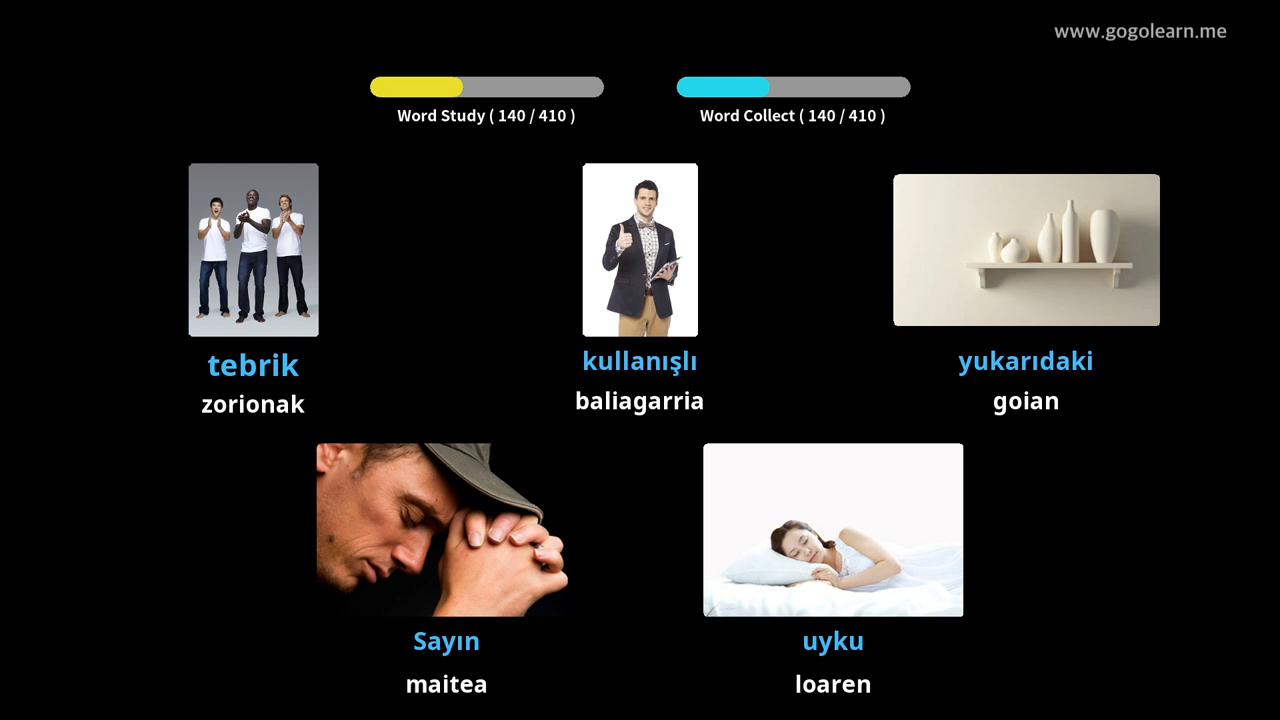 www.gogolearn.me
Word Study ( 140 / 410 )
Word Collect ( 140 / 410 )
tebrik
zorionak
kullanışlı
baliagarria
yukarıdaki
goian
Sayın
maitea
uyku
loaren